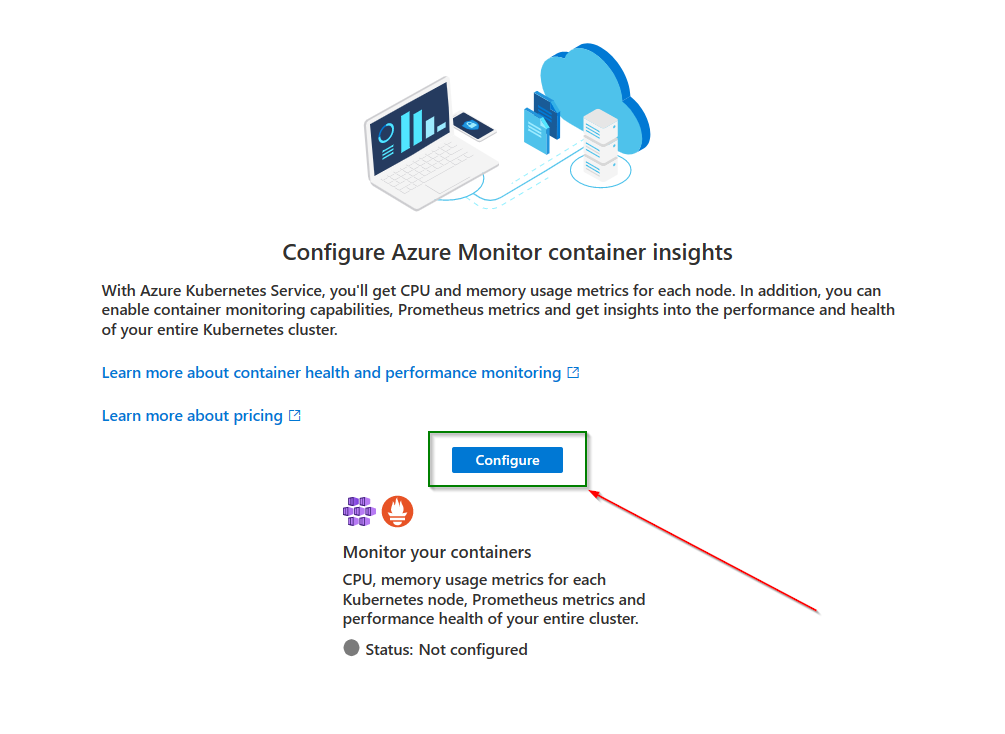 Configure Azure Monitor container insights
With Azure Kubernetes Service, you'll get CPU and memory usage metrics for each node. In addition, you can
enable container monitoring capabilities, Prometheus metrics and get insights into the performance and health
of your entire Kubernetes cluster.
Learn more about container health and performance monitoring
Learn more about pricing
Configure
Monitor your containers
CPU, memory usage metrics for each
Kubernetes node, Prometheus metrics and
performance health of your entire cluster.
Status: Not configured